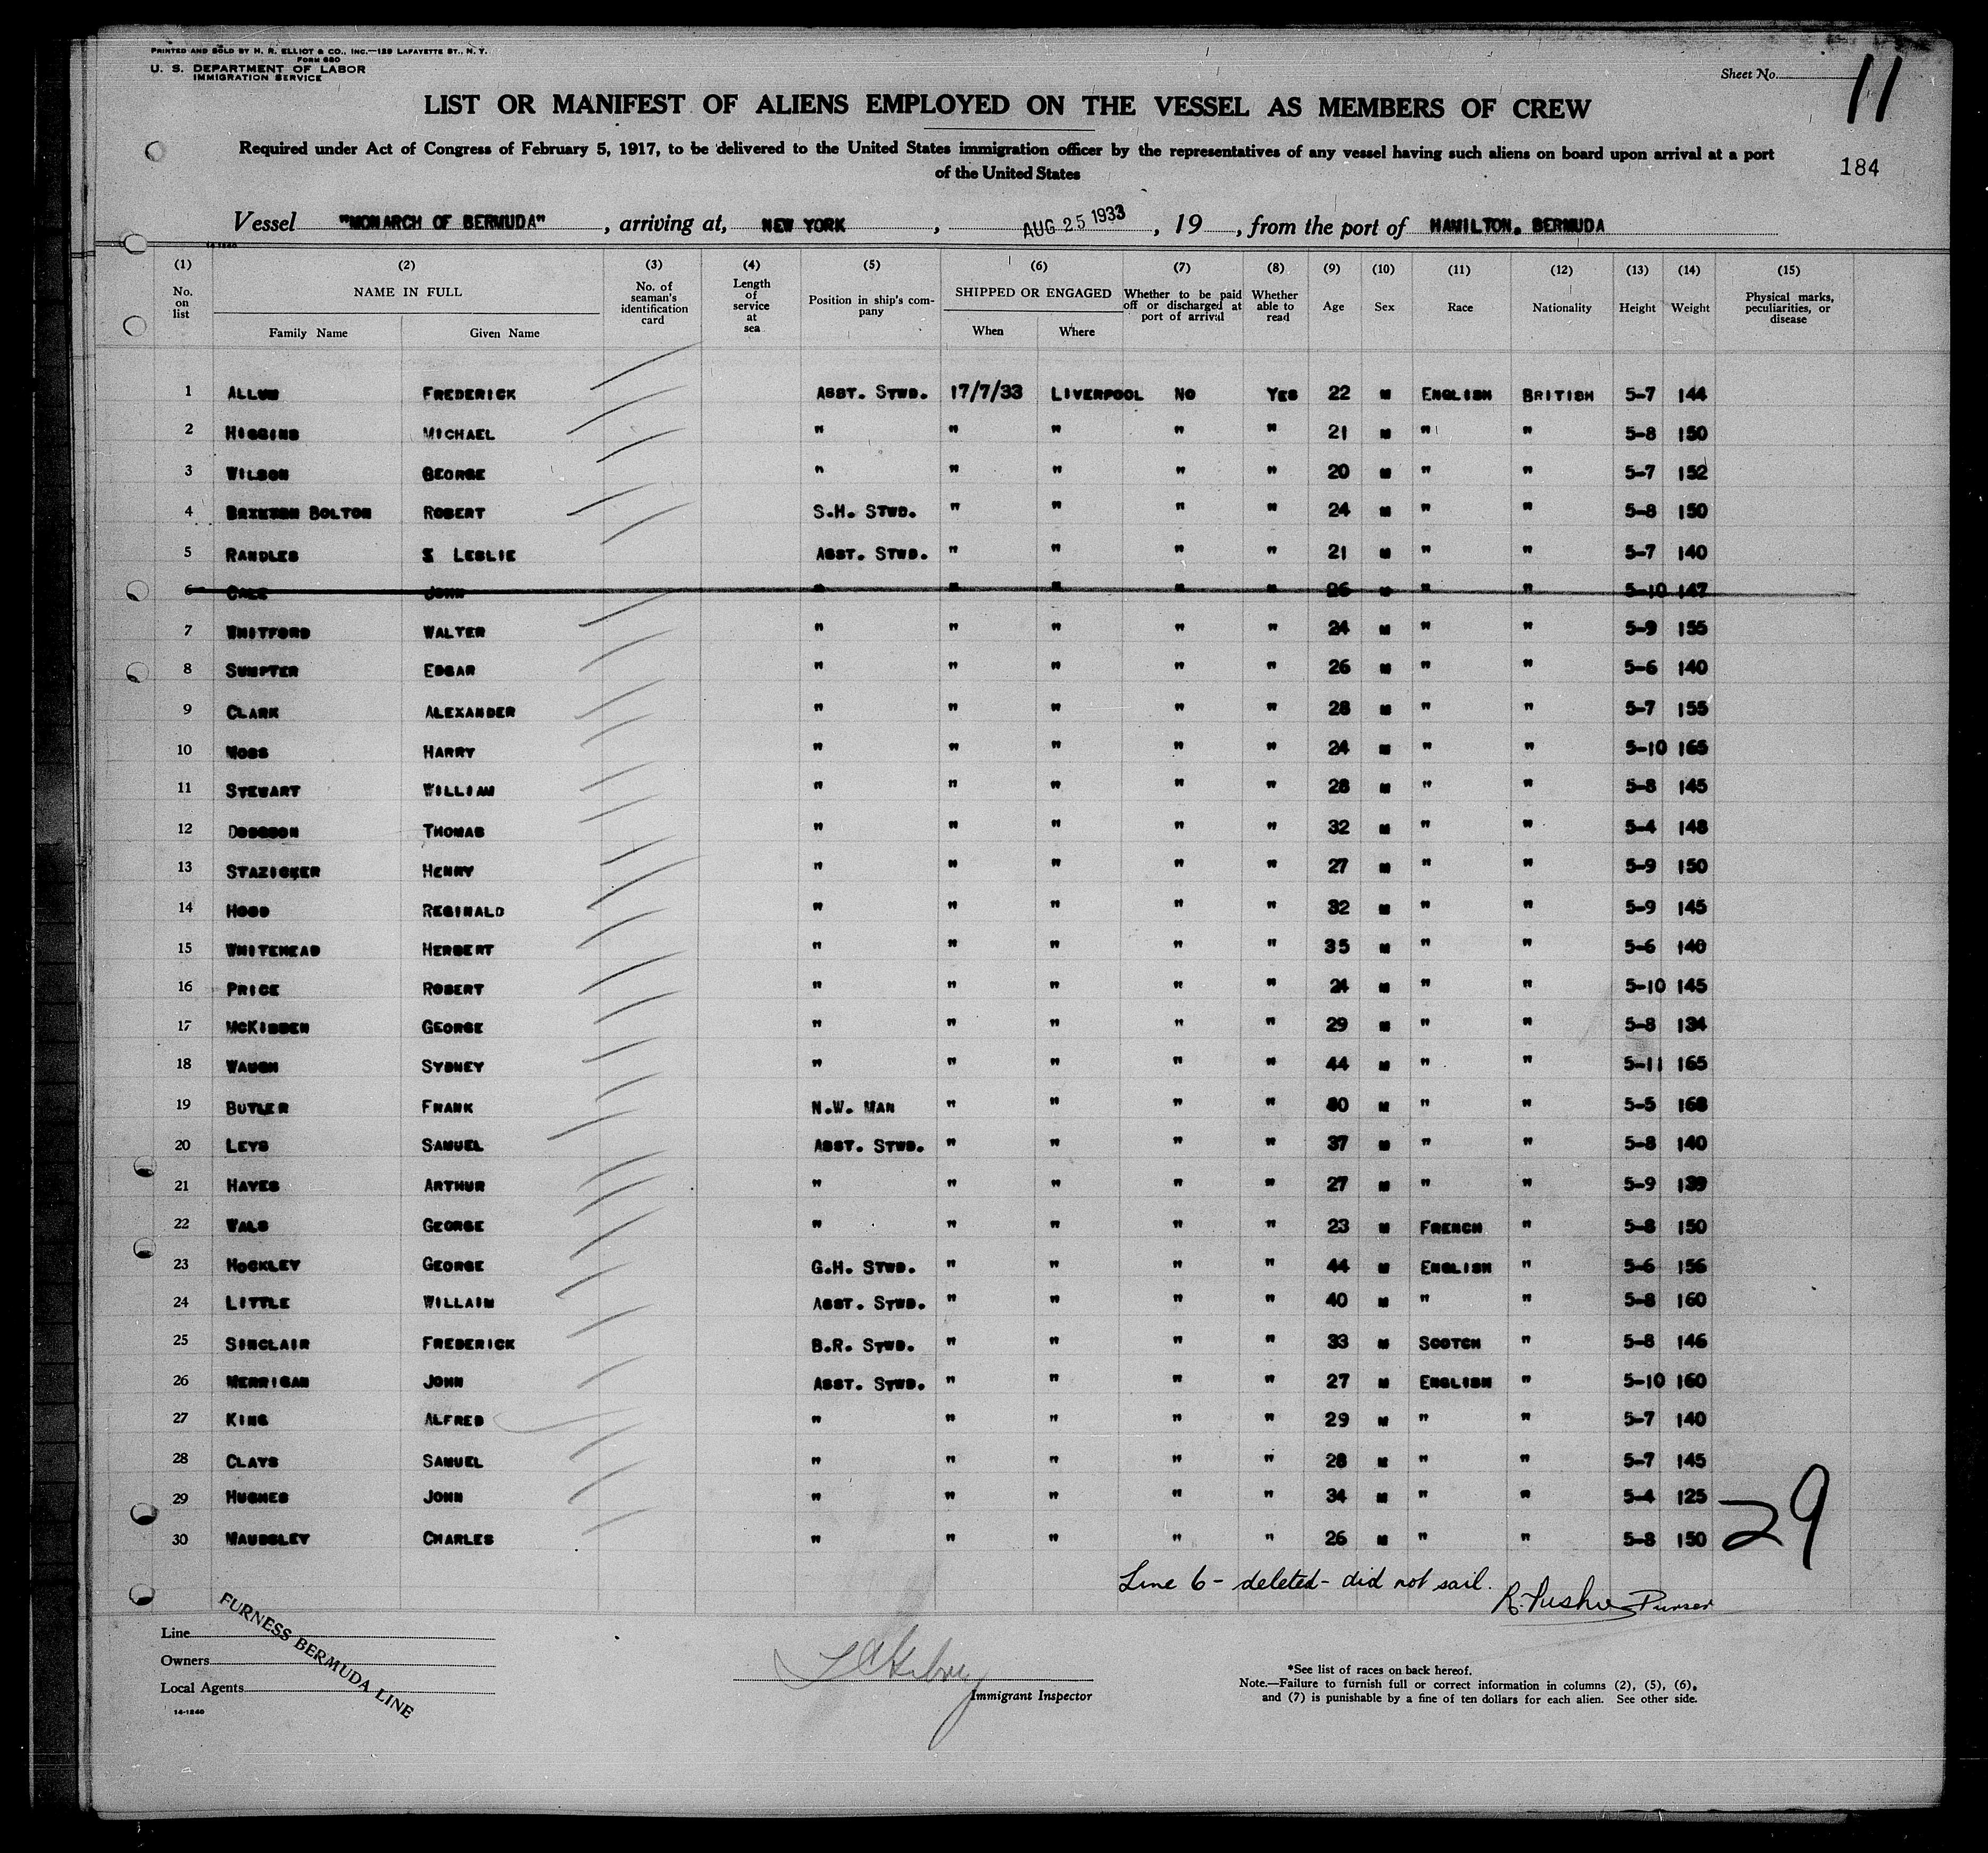 PRINTED AND SOLD BY H. R. ELLIOT & CO., INC.—129 LAFAYETTE ST., N. Y.
FORM 680
U. S. DEPARTMENT OF LABOR
IMMIGRATION SERVICE
Sheet No. 11
LIST OR MANIFEST OF ALIENS EMPLOYED ON THE VESSEL AS MEMBERS OF CREW
Required under Act of Congress of February 5, 1917, to be delivered to the United States immigration officer by the representatives of any vessel having such aliens on board upon arrival at a port
of the United States
184
Vessel "MONARCH OF BERMUDA", arriving at, NEW YORK, AUG 25 1933, 19, from the port of HAMILTON, BERMUDA
14-1240
(1) (2) (3) (4) (5) (6) (7) (8) (9) (10) (11) (12) (13) (14) (15)
No. on list NAME IN FULL Family Name Given Name No. of seaman's identification card Length of service at sea Position in ship's company SHIPPED OR ENGAGED When Where Whether to be paid off or discharged at port of arrival Whether able to read Age Sex Race Nationality Height Weight Physical marks, peculiarities, or disease
1 ALLUM FREDERICK ASST. STWD. 17/7/33 LIVERPOOL NO YES 22 M ENGLISH BRITISH 5-7 144
2 HIGGINS MICHAEL " " " " " 21 M " " 5-8 150
3 WILSON GEORGE " " " " " 20 M " " 5-7 152
4 BOLTON ROBERT S.H. STWD. " " " " 24 M " " 5-8 150
5 RANDLES LESLIE ASST. STWD. " " " " 21 M " " 5-7 140
6 CALE JOHN " " " " " 26 M " " 5-10 147
7 WHITFORD WALTER " " " " " 24 M " " 5-9 155
8 SUMPTER EDGAR " " " " " 26 M " " 5-6 140
9 CLARK ALEXANDER " " " " " 28 M " " 5-7 155
10 MOSS HARRY " " " " " 24 M " " 5-10 165
11 STEWART WILLIAM " " " " " 28 M " " 5-8 145
12 DODGSON THOMAS " " " " " 32 M " " 5-4 148
13 STAZICKER HENRY " " " " " 27 M " " 5-9 150
14 HOOD REGINALD " " " " " 32 M " " 5-9 145
15 WHITEHEAD HERBERT " " " " " 35 M " " 5-6 140
16 PRICE ROBERT " " " " " 24 M " " 5-10 145
17 MCKIBBEN GEORGE " " " " " 29 M " " 5-8 134
18 WAUGH SYDNEY " " " " " 44 M " " 5-11 165
19 BUTLER FRANK N.W. MAN " " " " M " " 5-5 168
20 LEYS SAMUEL ASST. STWD. " " " " 37 M " " 5-8 140
21 HAYES ARTHUR " " " " " 27 M " " 5-9 139
22 VALS GEORGE " " " " " 23 M FRENCH " 5-8 150
23 HOCKLEY GEORGE G.H. STWD. " " " " 44 M ENGLISH " 5-6 156
24 LITTLE WILLAIM ASST. STWD. " " " " 40 M " " 5-8 160
25 SINCLAIR FREDERICK B.R. STWD. " " " " 33 M SCOTCH " 5-8 146
26 MERRIGAN JOHN ASST. STWD. " " " " 27 M ENGLISH " 5-10 160
27 KING ALFRED " " " " " 29 M " " 5-7 140
28 CLAYS SAMUEL " " " " " 28 M " " 5-7 145
29 HUGHES JOHN " " " " " 34 M " " 5-4 125
30 MAUDSLEY CHARLES " " " " " 26 M " " 5-8 150
29
Line 6 - deleted - did not sail.
Purser
Line
Owners
Local Agents
FURNESS BERMUDA LINE
14-1240
Immigrant Inspector
*See list of races on back hereof.
Note.—Failure to furnish full or correct information in columns (2), (5), (6),
and (7) is punishable by a fine of ten dollars for each alien. See other side.